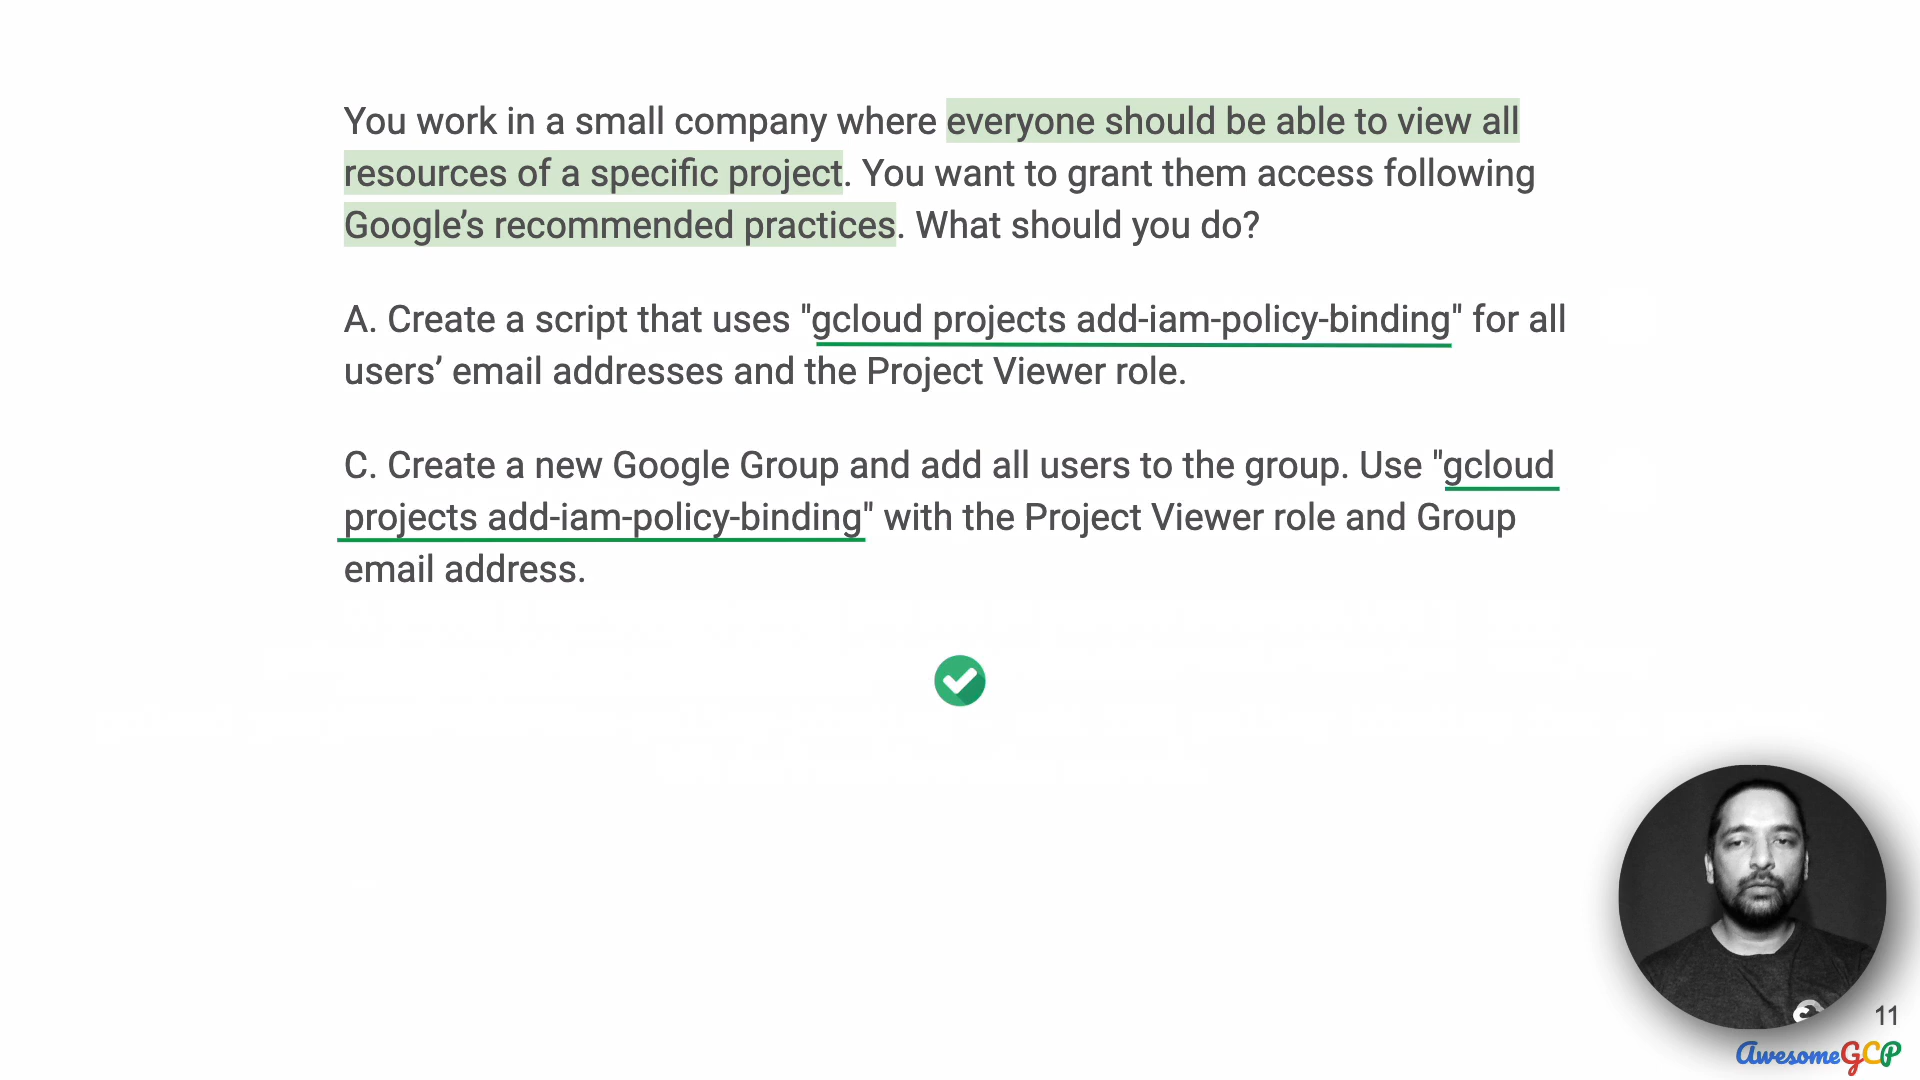 You work in a small company where everyone should be able to view all
resources of a specific project. You want to grant them access following
Google’s recommended practices. What should you do?
A. Create a script that uses "gcloud projects add-iam-policy-binding" for all
users’ email addresses and the Project Viewer role.
C. Create a new Google Group and add all users to the group. Use "gcloud
projects add-iam-policy-binding" with the Project Viewer role and Group
email address.
11
AwesomeGCP